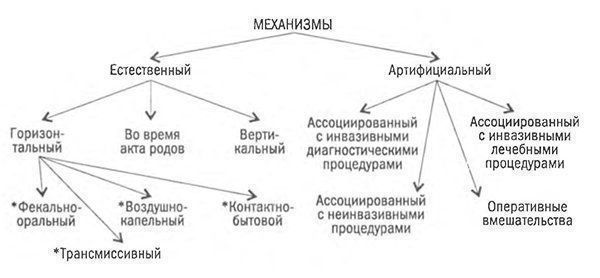 МЕХАНИЗМЫ
Естественный
Артифициальный
Горизон-
тальный
Во время
акта родов
Верти-
кальный
Ассоциированный
с инвазивными
диагностическими
процедурами
Ассоциированный
с инвазивными
лечебными
процедурами
*Фекально-
оральный
*Воздушно-
капельный
*Контактно-
бытовой
*Трансмиссивный
Ассоциированный
с неинвазивными
процедурами
Оперативные
вмешательства